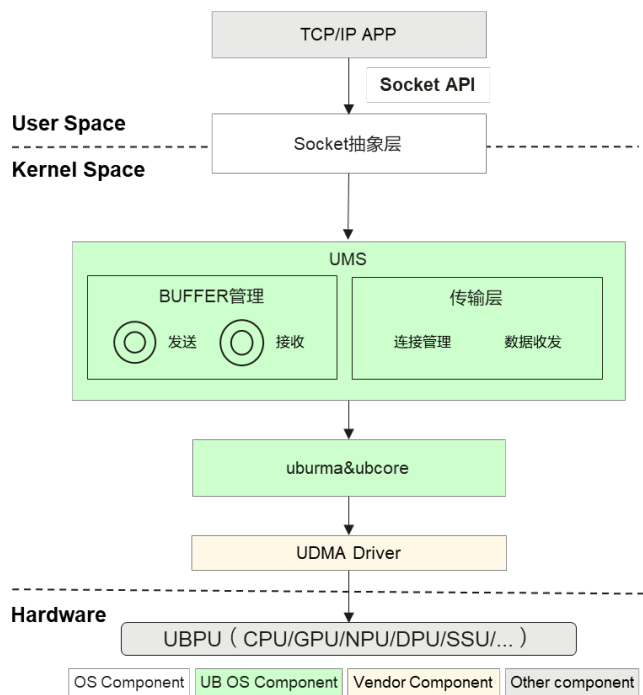 TCP/IP APP
Socket API
User Space
Socket抽象层
Kernel Space
UMS
BUFFER管理
传输层
发送
接收
连接管理
数据收发
uburma&ubcore
UDMA Driver
Hardware
UBPU（CPU/GPU/NPU/DPU/SSU/...）
OS Component
UB OS Component
Vendor Component
Other component